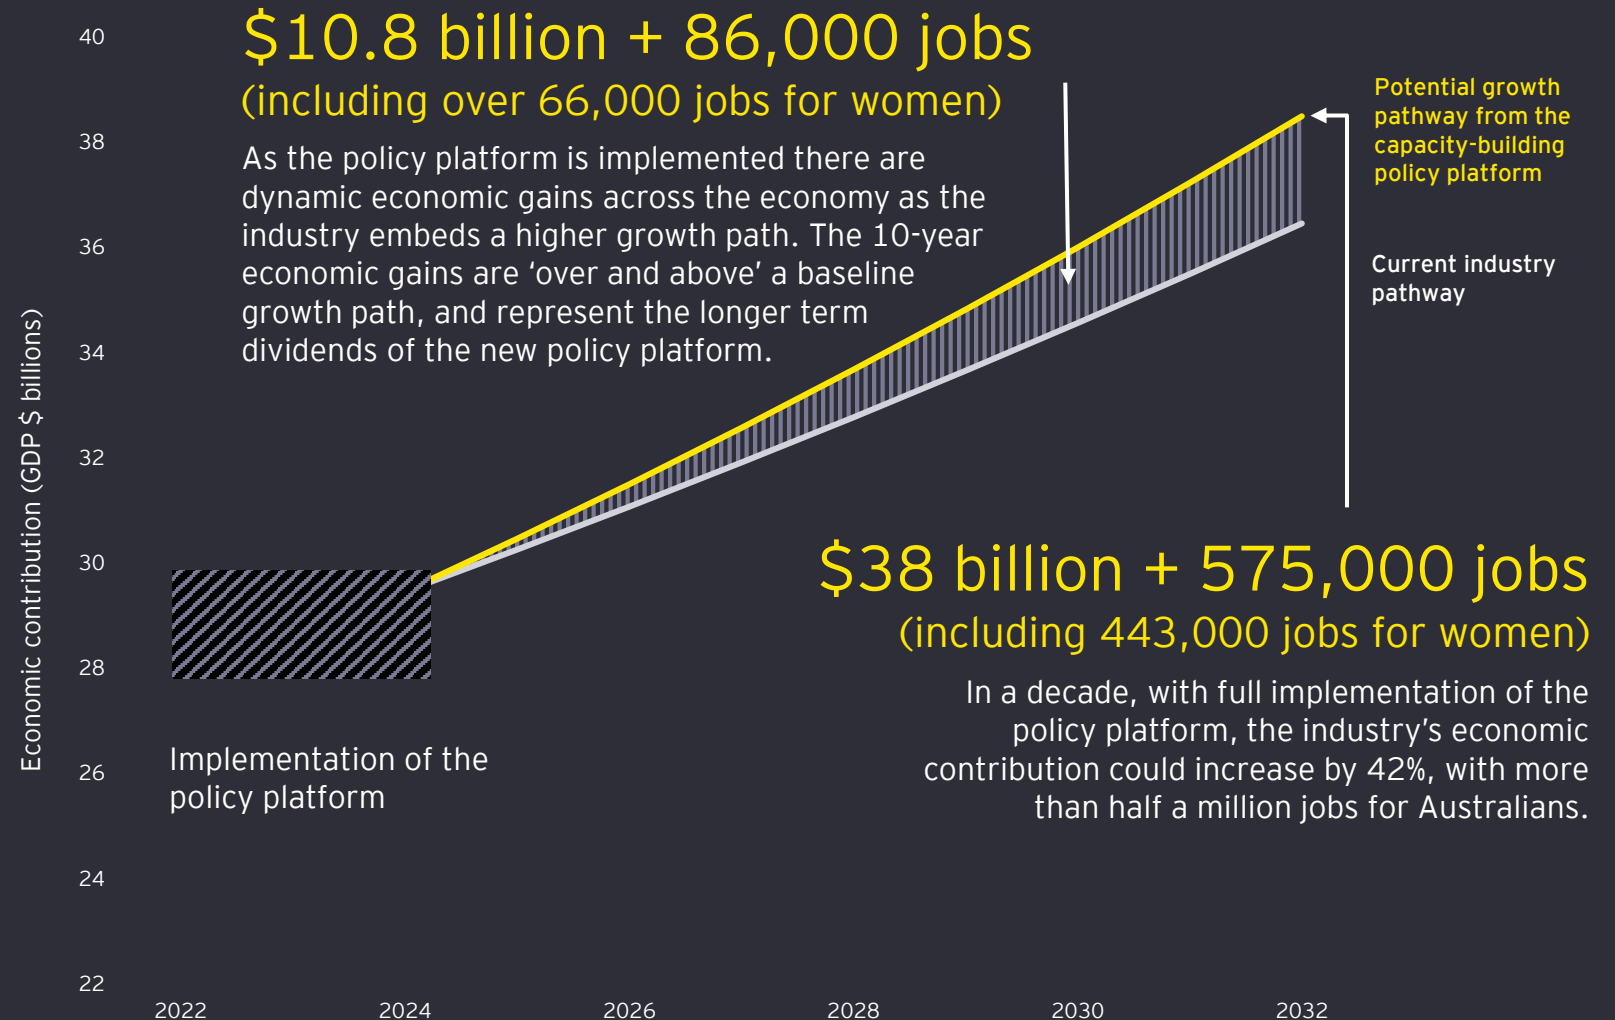 $10.8 billion + 86,000 jobs
(including over 66,000 jobs for women)
As the policy platform is implemented there are
dynamic economic gains across the economy as the
industry embeds a higher growth path. The 10-year
economic gains are ‘over and above’ a baseline
growth path, and represent the longer term
dividends of the new policy platform.
Potential growth
pathway from the
capacity-building
policy platform
Current industry
pathway
$38 billion + 575,000 jobs
(including 443,000 jobs for women)
In a decade, with full implementation of the
policy platform, the industry’s economic
contribution could increase by 42%, with more
than half a million jobs for Australians.
Implementation of the
policy platform
Economic contribution (GDP $ billions)
40
38
36
34
32
30
28
26
24
22
2022
2024
2026
2028
2030
2032